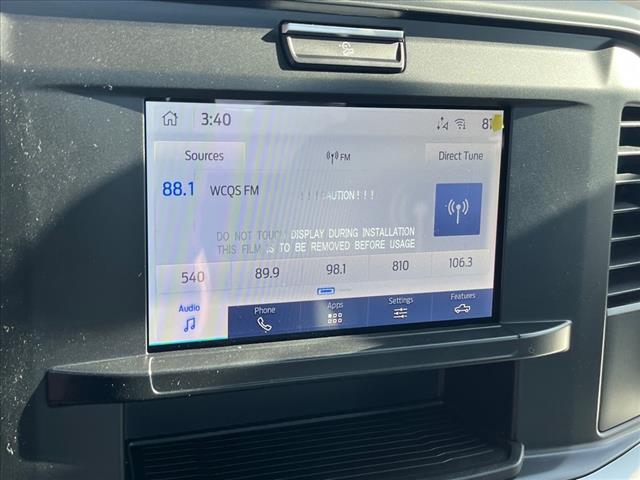 3:40
Sources
FM
Direct Tune
88.1 WCQS FM
! ! ! CAUTION ! ! !
DO NOT TOUCH DISPLAY DURING INSTALLATION
THIS FILM IS TO BE REMOVED BEFORE USAGE
540 89.9 98.1 810 106.3
Audio Phone Apps Settings Features